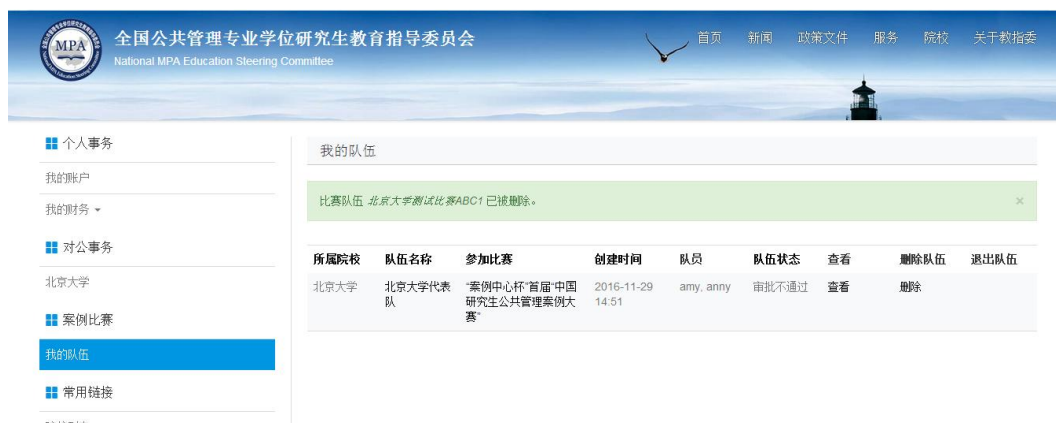 MPA
全国公共管理专业学位研究生教育指导委员会
National MPA Education Steering Committee
首页 新闻 政策文件 服务 院校 关于教指委
个人事务
我的账户
我的财务
对公事务
北京大学
案例比赛
我的队伍
常用链接
我的队伍
比赛队伍 北京大学测试比赛ABC1 已被删除。 ×
所属院校 队伍名称 参加比赛 创建时间 队员 队伍状态 查看 删除队伍 退出队伍
北京大学 北京大学代表 "案例中心杯"首届"中国 2016-11-29 amy, anny 审批不通过 查看 删除
队 研究生公共管理案例大 14:51
赛"